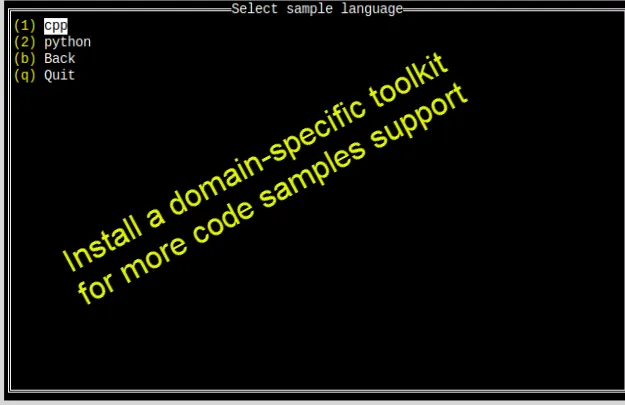 Select sample language
(1) cpp
(2) python
(b) Back
(q) Quit
Install a domain-specific toolkit
for more code samples support